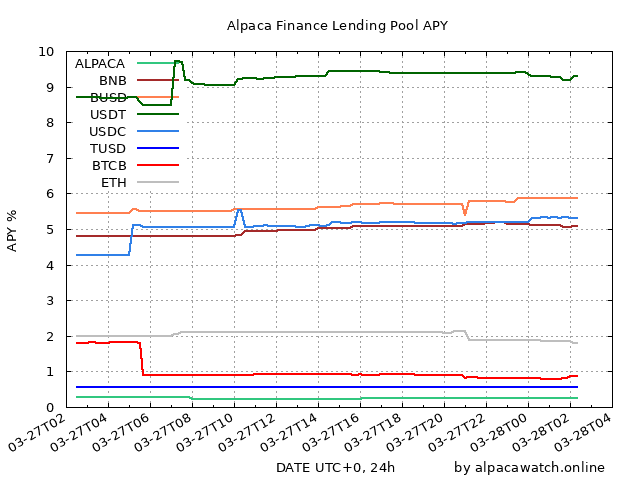 Alpaca Finance Lending Pool APY
10
9
8
7
6
5
4
3
2
1
0
APY %
ALPACA
BNB
BUSD
USDT
USDC
TUSD
BTCB
ETH
03-27T02
03-27T04
03-27T06
03-27T08
03-27T10
03-27T12
03-27T14
03-27T16
03-27T18
03-27T20
03-27T22
03-28T00
03-28T02
03-28T04
DATE UTC+0, 24h
by alpacawatch.online